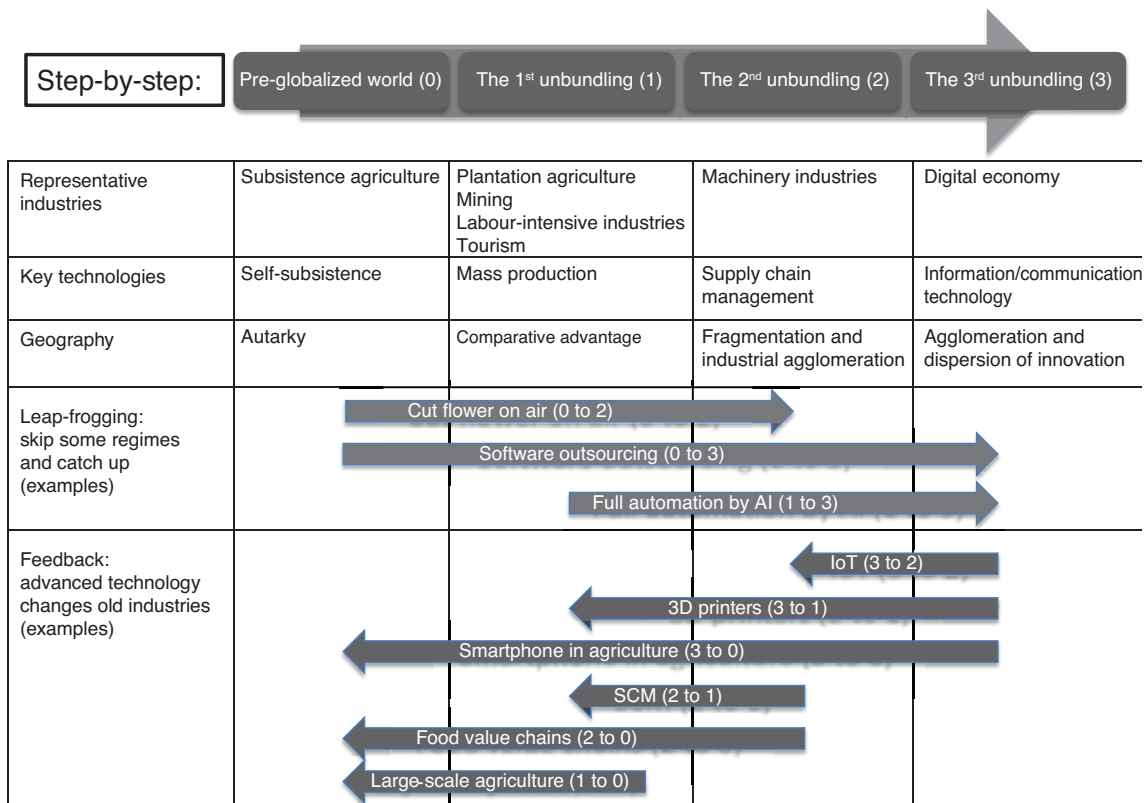 Step-by-step:
Pre-globalized world (0)
The 1st unbundling (1)
The 2nd unbundling (2)
The 3rd unbundling (3)
Representative
industries
Subsistence agriculture
Plantation agriculture
Mining
Labour-intensive industries
Tourism
Machinery industries
Digital economy
Key technologies
Self-subsistence
Mass production
Supply chain
management
Information/communication
technology
Geography
Autarky
Comparative advantage
Fragmentation and
industrial agglomeration
Agglomeration and
dispersion of innovation
Leap-frogging:
skip some regimes
and catch up
(examples)
Cut flower on air (0 to 2)
Software outsourcing (0 to 3)
Full automation by AI (1 to 3)
Feedback:
advanced technology
changes old industries
(examples)
IoT (3 to 2)
3D printers (3 to 1)
Smartphone in agriculture (3 to 0)
SCM (2 to 1)
Food value chains (2 to 0)
Large-scale agriculture (1 to 0)